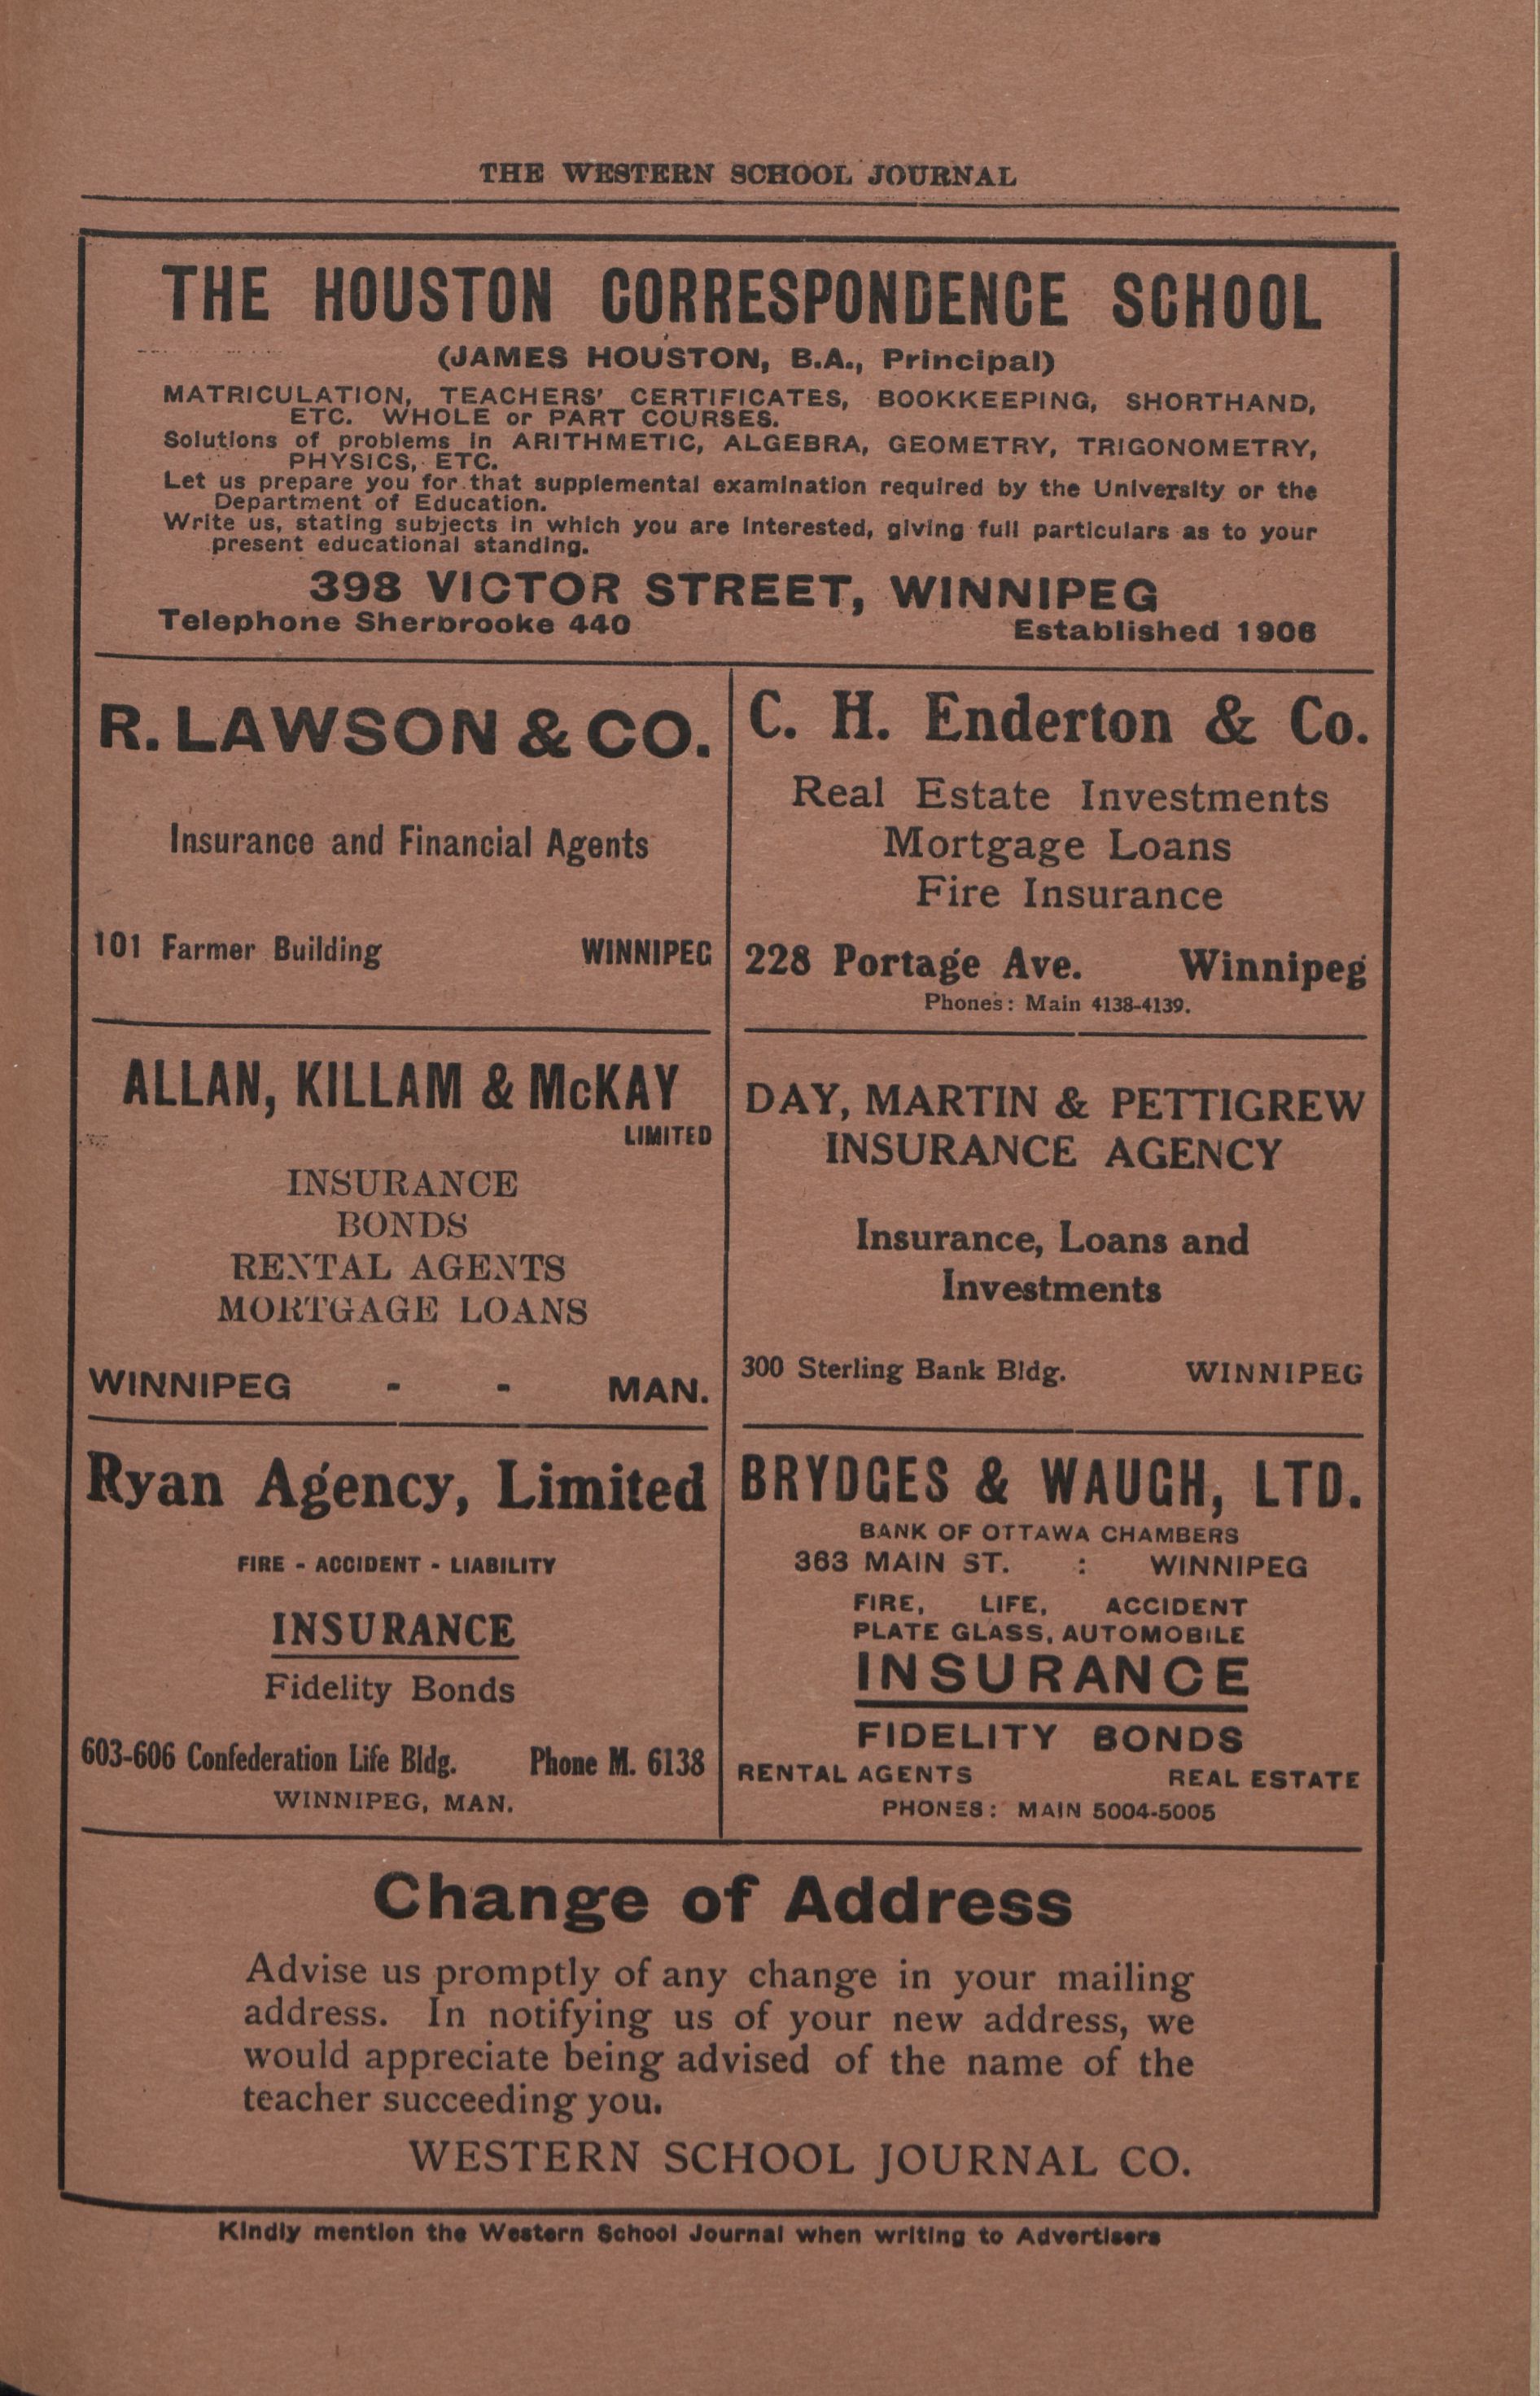 THE WESTERN SCHOOL JOURNAL
THE HOUSTON CORRESPONDENCE SCHOOL
(JAMES HOUSTON, B.A., Principal)
MATRICULATION, TEACHERS' CERTIFICATES, BOOKKEEPING, SHORTHAND,
ETC. WHOLE or PART COURSES.
Solutions of problems in ARITHMETIC, ALGEBRA, GEOMETRY, TRIGONOMETRY,
PHYSICS, ETC.
Let us prepare you for that supplemental examination required by the University or the
Department of Education.
Write us, stating subjects in which you are interested, giving full particulars as to your
present educational standing.
398 VICTOR STREET, WINNIPEG
Telephone Sherbrooke 440 Established 1906
R. LAWSON & CO.
Insurance and Financial Agents
101 Farmer Building WINNIPEG
C. H. Enderton & Co.
Real Estate Investments
Mortgage Loans
Fire Insurance
228 Portage Ave. Winnipeg
Phones: Main 4138-4139.
ALLAN, KILLAM & McKAY
LIMITED
INSURANCE
BONDS
RENTAL AGENTS
MORTGAGE LOANS
WINNIPEG - - MAN.
DAY, MARTIN & PETTIGREW
INSURANCE AGENCY
Insurance, Loans and
Investments
300 Sterling Bank Bldg. WINNIPEG
Ryan Agency, Limited
FIRE - ACCIDENT - LIABILITY
INSURANCE
Fidelity Bonds
603-606 Confederation Life Bldg. Phone M. 6138
WINNIPEG, MAN.
BRYDGES & WAUGH, LTD.
BANK OF OTTAWA CHAMBERS
363 MAIN ST. : WINNIPEG
FIRE, LIFE, ACCIDENT
PLATE GLASS, AUTOMOBILE
INSURANCE
FIDELITY BONDS
RENTAL AGENTS REAL ESTATE
PHONES: MAIN 5004-5005
Change of Address
Advise us promptly of any change in your mailing
address. In notifying us of your new address, we
would appreciate being advised of the name of the
teacher succeeding you.
WESTERN SCHOOL JOURNAL CO.
Kindly mention the Western School Journal when writing to Advertisers